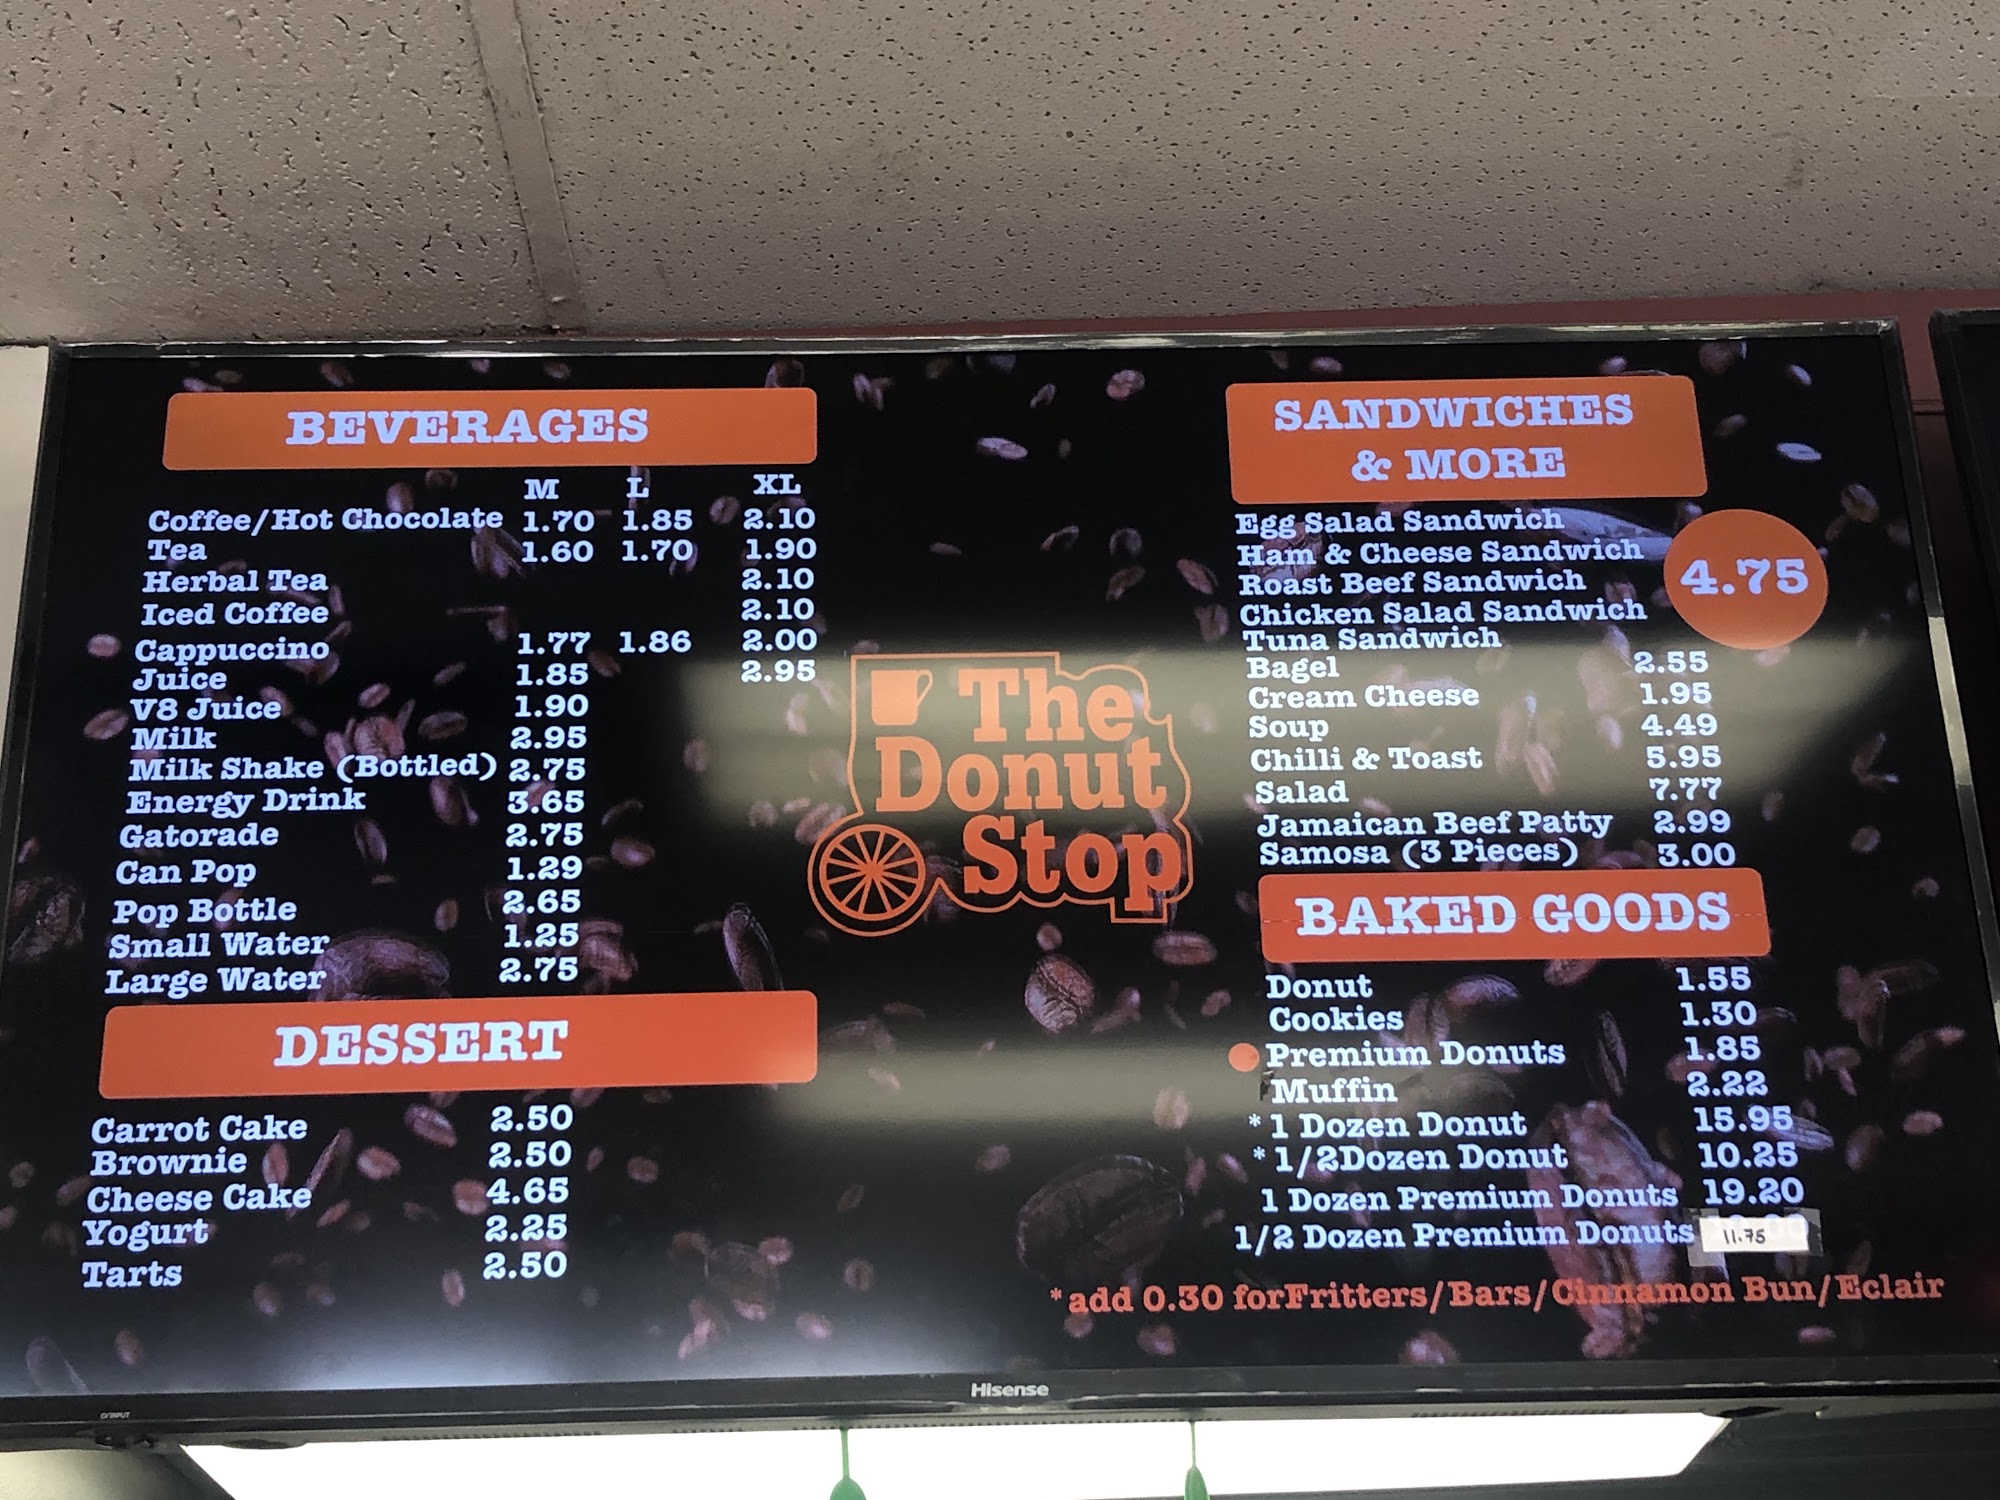 BEVERAGES
M L XL
Coffee/Hot Chocolate 1.70 1.85 2.10
Tea 1.60 1.70 1.90
Herbal Tea 2.10
Iced Coffee 2.10
Cappuccino 1.77 1.86 2.00
Juice 1.85 2.95
V8 Juice 1.90
Milk 2.95
Milk Shake (Bottled) 2.75
Energy Drink 3.65
Gatorade 2.75
Can Pop 1.29
Pop Bottle 2.65
Small Water 1.25
Large Water 2.75
DESSERT
Carrot Cake 2.50
Brownie 2.50
Cheese Cake 4.65
Yogurt 2.25
Tarts 2.50
The
Donut
Stop
SANDWICHES
& MORE
Egg Salad Sandwich
Ham & Cheese Sandwich
Roast Beef Sandwich
Chicken Salad Sandwich
Tuna Sandwich
4.75
Bagel 2.55
Cream Cheese 1.95
Soup 4.49
Chilli & Toast 5.95
Salad 7.77
Jamaican Beef Patty 2.99
Samosa (3 Pieces) 3.00
BAKED GOODS
Donut 1.55
Cookies 1.30
Premium Donuts 1.85
Muffin 2.22
* 1 Dozen Donut 15.95
* 1/2Dozen Donut 10.25
1 Dozen Premium Donuts 19.20
1/2 Dozen Premium Donuts 11.75
* add 0.30 forFritters/Bars/Cinnamon Bun/Eclair
Hisense